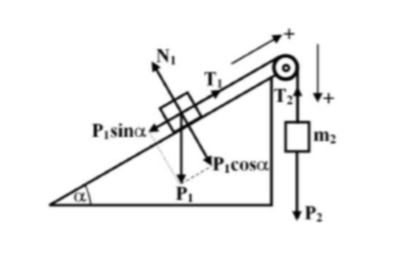 +
N₁
T₁
T₂
+
P₁sinα
m₂
P₁cosα
α
P₁
P₂